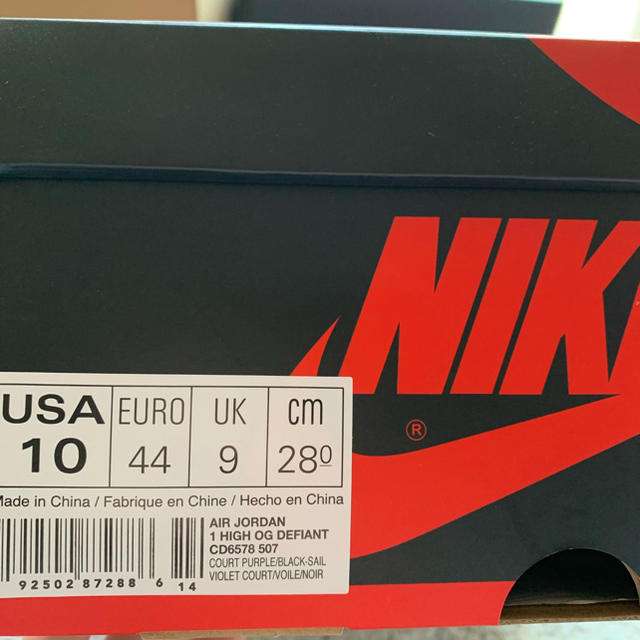 NIK
®
USA EURO UK cm
10 44 9 28 0
Made in China / Fabrique en Chine / Hecho en China
AIR JORDAN
1 HIGH OG DEFIANT
CD6578 507
COURT PURPLE/BLACK-SAIL
VIOLET COURT/VOILE/NOIR
92502 87288 6 14